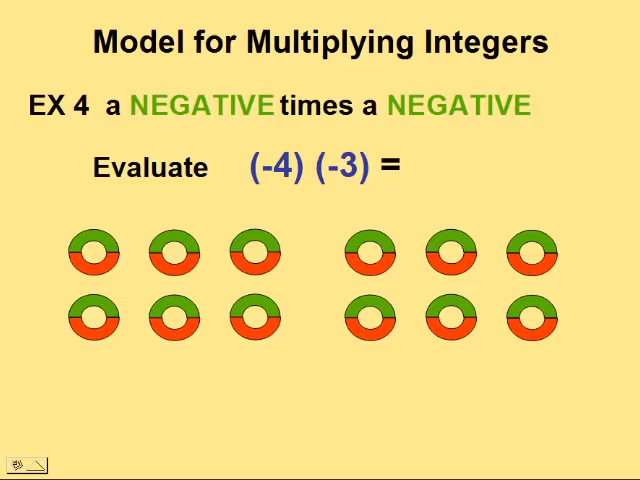 Model for Multiplying Integers
EX 4 a NEGATIVE times a NEGATIVE
Evaluate (-4) (-3) =